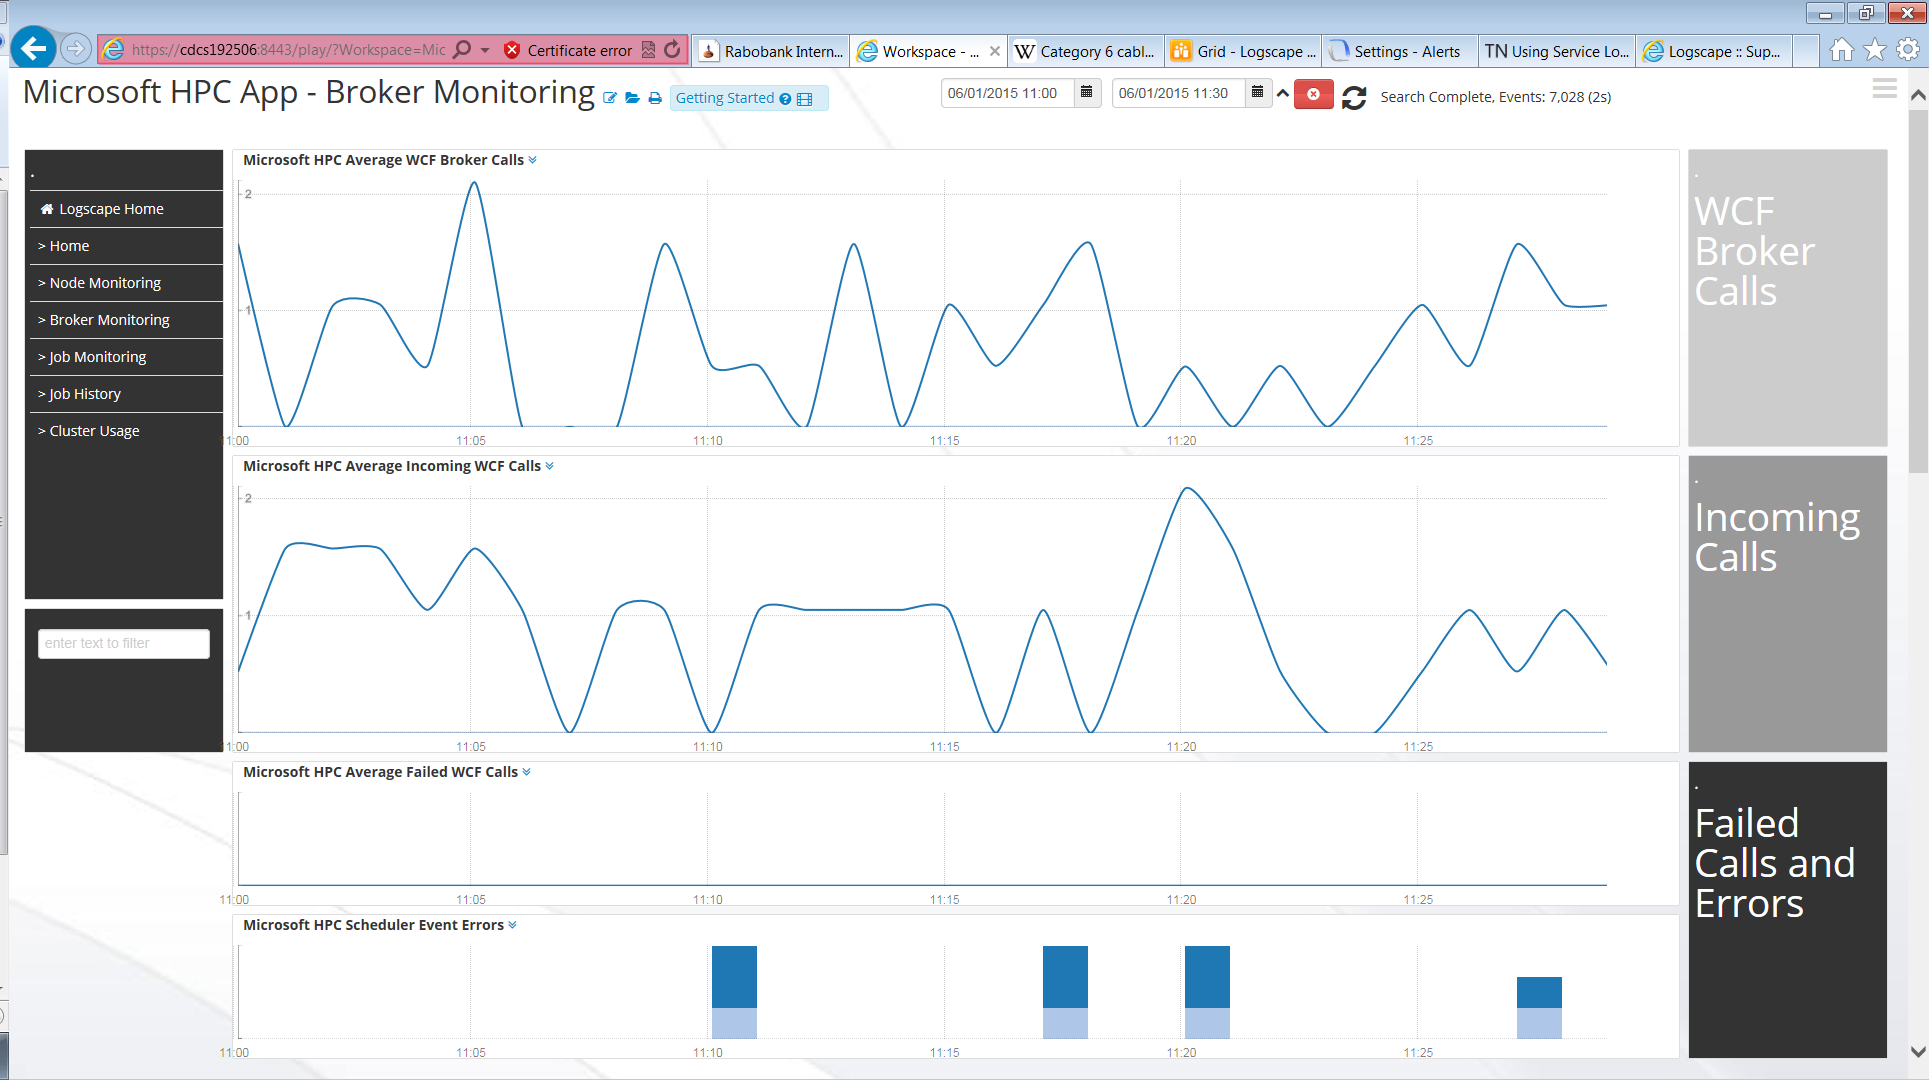 https://cdcs192506:8443/play/?Workspace=Mic
Certificate error
Rabobank Intern...
Workspace - ...
Category 6 cabl...
Grid - Logscape ...
Settings - Alerts
TN Using Service Lo...
Logscape :: Sup...
Microsoft HPC App - Broker Monitoring
Getting Started
06/01/2015 11:00
06/01/2015 11:30
Search Complete, Events: 7,028 (2s)
.
Logscape Home
> Home
> Node Monitoring
> Broker Monitoring
> Job Monitoring
> Job History
> Cluster Usage
enter text to filter
Microsoft HPC Average WCF Broker Calls
2
1
11:00 11:05 11:10 11:15 11:20 11:25
.
WCF
Broker
Calls
Microsoft HPC Average Incoming WCF Calls
2
1
11:00 11:05 11:10 11:15 11:20 11:25
.
Incoming
Calls
Microsoft HPC Average Failed WCF Calls
11:00 11:05 11:10 11:15 11:20 11:25
Microsoft HPC Scheduler Event Errors
11:00 11:05 11:10 11:15 11:20 11:25
.
Failed
Calls and
Errors